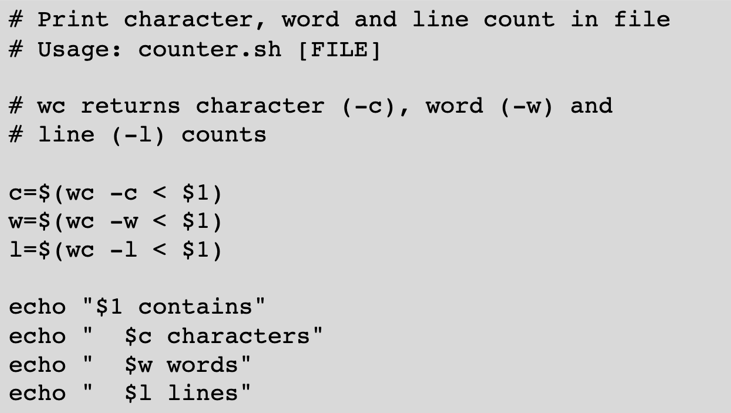 # Print character, word and line count in file
# Usage: counter.sh [FILE]
# wc returns character (-c), word (-w) and
# line (-l) counts
c=$(wc -c < $1)
w=$(wc -w < $1)
l=$(wc -l < $1)
echo "$1 contains"
echo "  $c characters"
echo "  $w words"
echo "  $l lines"